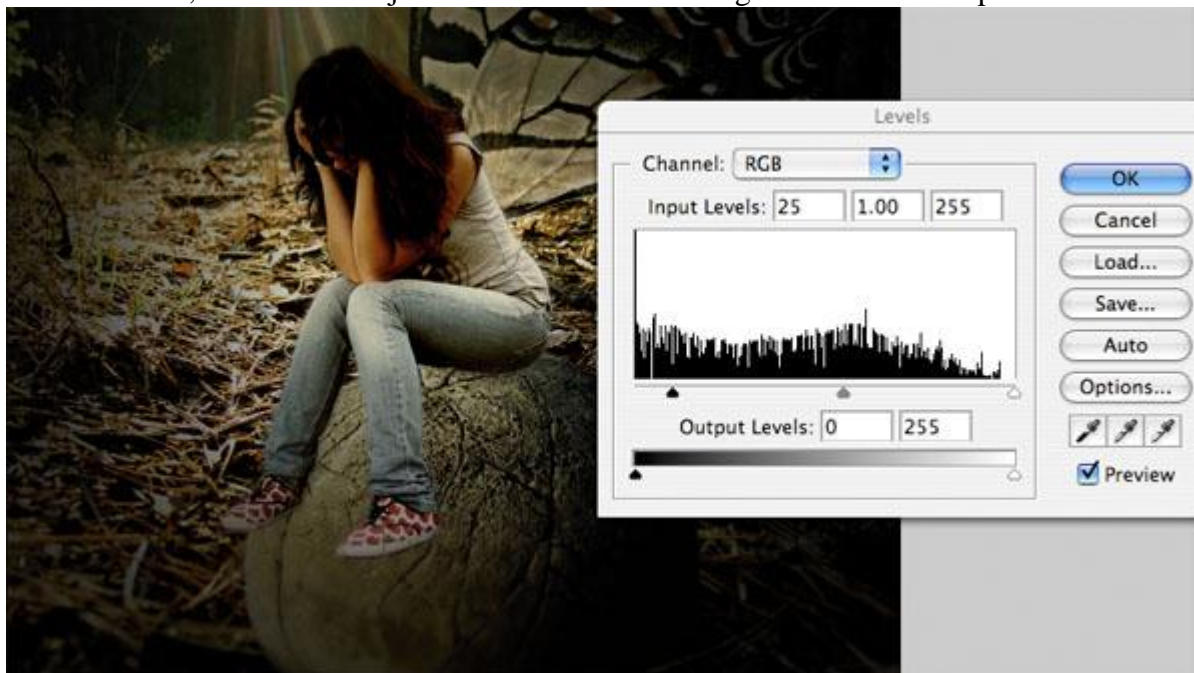 Levels
Channel: RGB
Input Levels: 25 1.00 255
Output Levels: 0 255
OK
Cancel
Load...
Save...
Auto
Options...
Preview